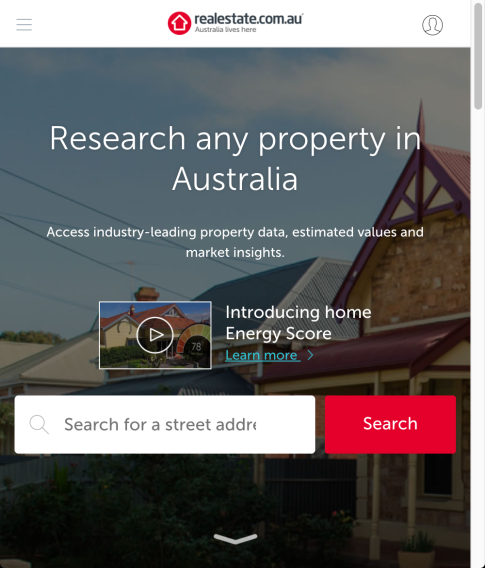 realestate.com.au
Australia lives here
Research any property in
Australia
Access industry-leading property data, estimated values and
market insights.
Introducing home
Energy Score
78
Learn more
Search for a street addre
Search